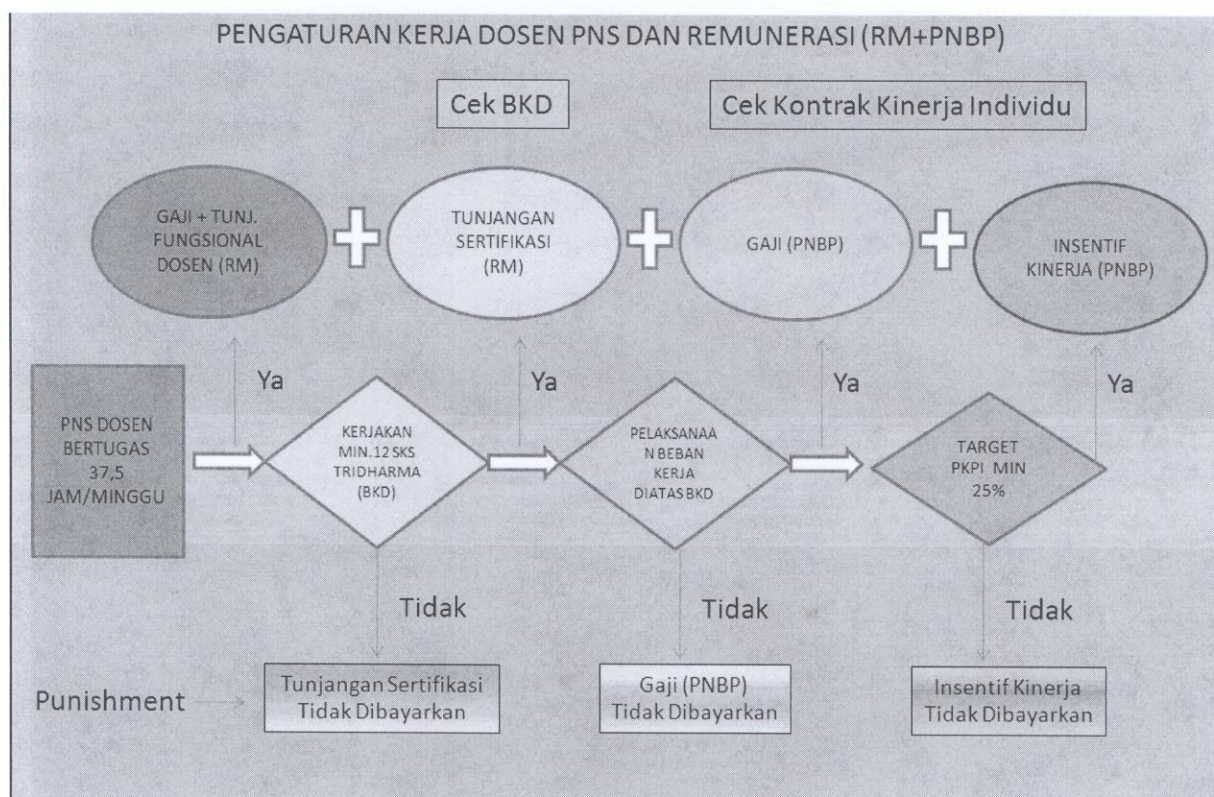 PENGATURAN KERJA DOSEN PNS DAN REMUNERASI (RM+PNBP)
Cek BKD
Cek Kontrak Kinerja Individu
GAJI + TUNJ.
FUNGSIONAL
DOSEN (RM)
TUNJANGAN
SERTIFIKASI
(RM)
GAJI (PNBP)
INSENTIF
KINERJA (PNBP)
Ya
Ya
Ya
Ya
PNS DOSEN
BERTUGAS
37,5
JAM/MINGGU
KERJAKAN
MIN.12 SKS
TRIDHARMA
(BKD)
PELAKSANAA
N BEBAN
KERJA
DIATAS BKD
TARGET
PKPI MIN
25%
Tidak
Tidak
Tidak
Punishment
Tunjangan Sertifikasi
Tidak Dibayarkan
Gaji (PNBP)
Tidak Dibayarkan
Insentif Kinerja
Tidak Dibayarkan